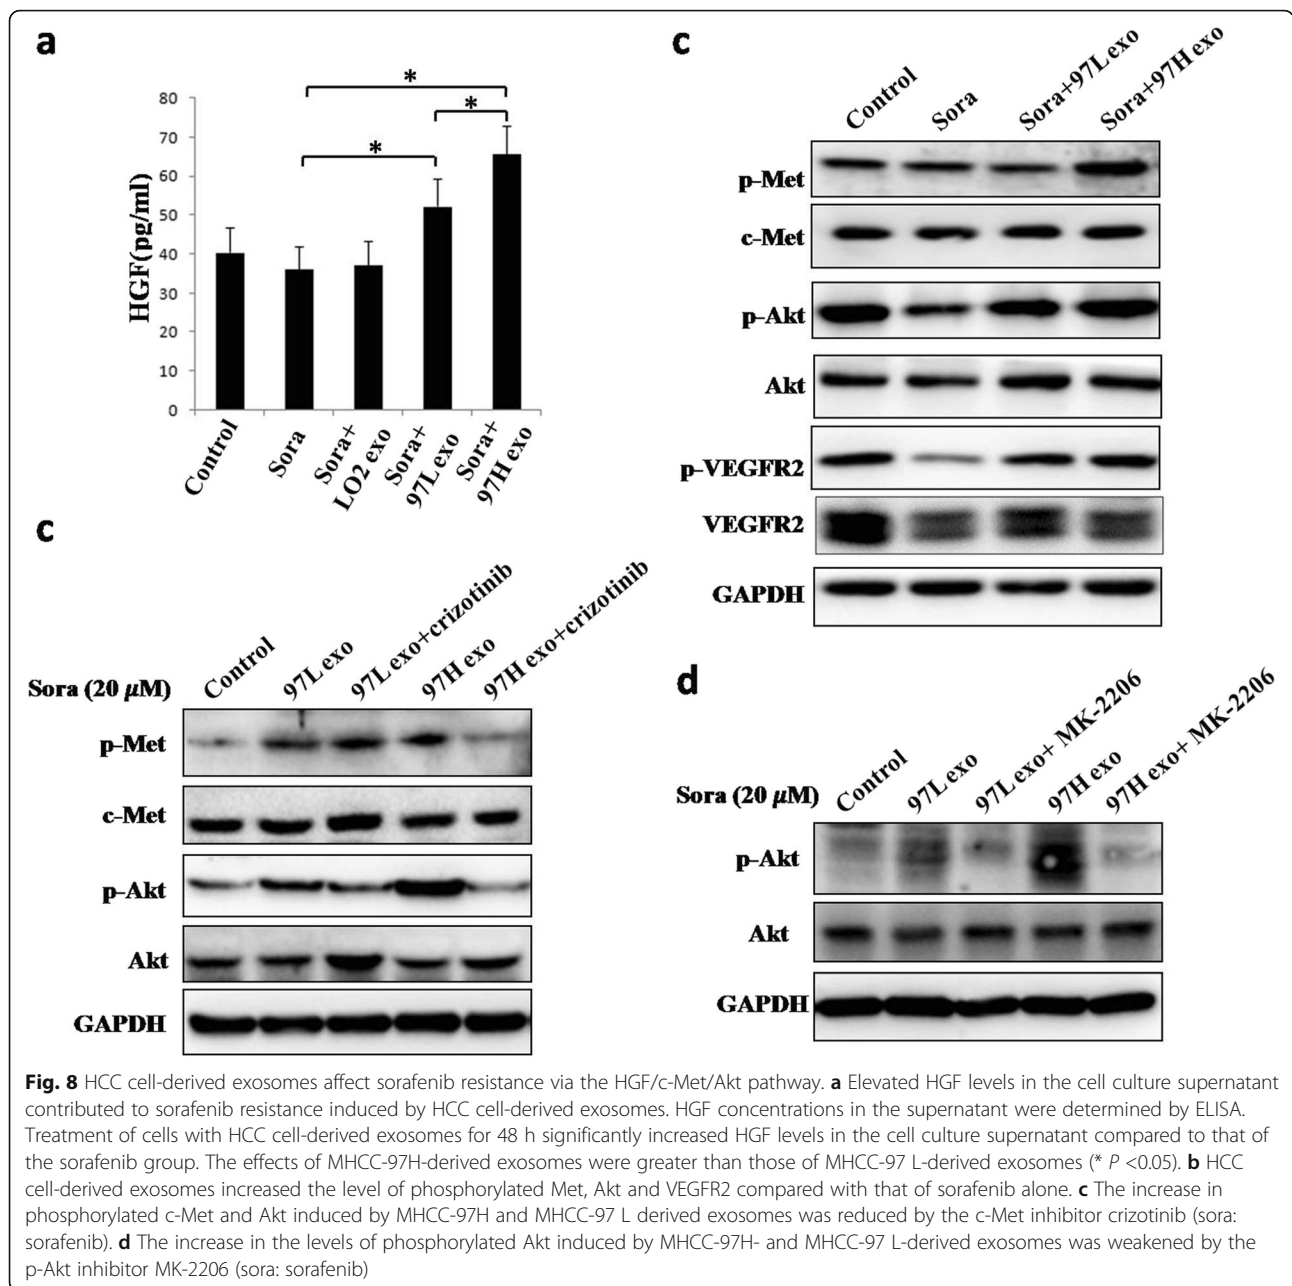 a
HGF(pg/ml)
80
70
60
50
40
30
20
10
0
*
*
*
Control
Sora
Sora+
LO2 exo
Sora+
97L exo
Sora+
97H exo
c
Control
Sora
Sora+97L exo
Sora+97H exo
p-Met
c-Met
p-Akt
Akt
p-VEGFR2
VEGFR2
GAPDH
c
Sora (20 µM)
Control
97L exo
97L exo+crizotinib
97H exo
97H exo+crizotinib
p-Met
c-Met
p-Akt
Akt
GAPDH
d
Sora (20 µM)
Control
97L exo
97L exo+ MK-2206
97H exo
97H exo+ MK-2206
p-Akt
Akt
GAPDH
Fig. 8 HCC cell-derived exosomes affect sorafenib resistance via the HGF/c-Met/Akt pathway. a Elevated HGF levels in the cell culture supernatant
contributed to sorafenib resistance induced by HCC cell-derived exosomes. HGF concentrations in the supernatant were determined by ELISA.
Treatment of cells with HCC cell-derived exosomes for 48 h significantly increased HGF levels in the cell culture supernatant compared to that of
the sorafenib group. The effects of MHCC-97H-derived exosomes were greater than those of MHCC-97 L-derived exosomes (* P <0.05). b HCC
cell-derived exosomes increased the level of phosphorylated Met, Akt and VEGFR2 compared with that of sorafenib alone. c The increase in
phosphorylated c-Met and Akt induced by MHCC-97H and MHCC-97 L derived exosomes was reduced by the c-Met inhibitor crizotinib (sora:
sorafenib). d The increase in the levels of phosphorylated Akt induced by MHCC-97H- and MHCC-97 L-derived exosomes was weakened by the
p-Akt inhibitor MK-2206 (sora: sorafenib)